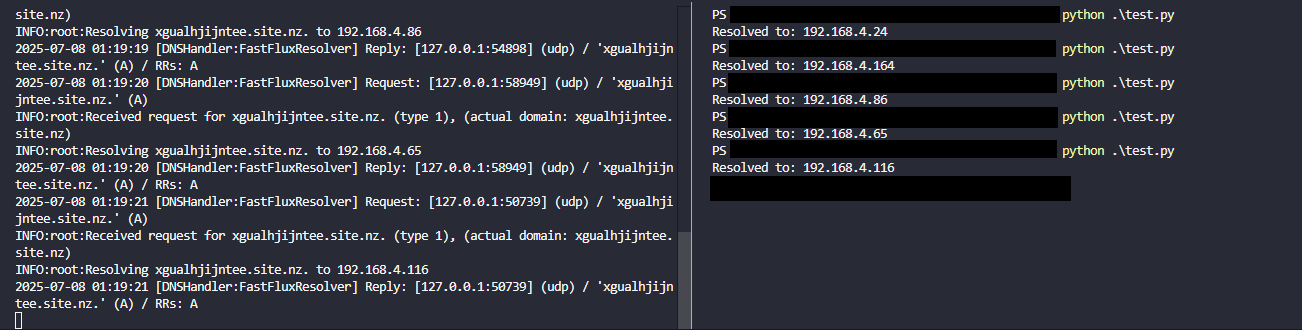 site.nz)
INFO:root:Resolving xgualhjijntee.site.nz. to 192.168.4.86
2025-07-08 01:19:19 [DNSHandler:FastFluxResolver] Reply: [127.0.0.1:54898] (udp) / 'xgualhjijn
tee.site.nz.' (A) / RRs: A
2025-07-08 01:19:20 [DNSHandler:FastFluxResolver] Request: [127.0.0.1:58949] (udp) / 'xgualhji
jntee.site.nz.' (A)
INFO:root:Received request for xgualhjijntee.site.nz. (type 1), (actual domain: xgualhjijntee.
site.nz)
INFO:root:Resolving xgualhjijntee.site.nz. to 192.168.4.65
2025-07-08 01:19:20 [DNSHandler:FastFluxResolver] Reply: [127.0.0.1:58949] (udp) / 'xgualhjijn
tee.site.nz.' (A) / RRs: A
2025-07-08 01:19:21 [DNSHandler:FastFluxResolver] Request: [127.0.0.1:50739] (udp) / 'xgualhji
jntee.site.nz.' (A)
INFO:root:Received request for xgualhjijntee.site.nz. (type 1), (actual domain: xgualhjijntee.
site.nz)
INFO:root:Resolving xgualhjijntee.site.nz. to 192.168.4.116
2025-07-08 01:19:21 [DNSHandler:FastFluxResolver] Reply: [127.0.0.1:50739] (udp) / 'xgualhjijn
tee.site.nz.' (A) / RRs: A
PS python .\test.py
Resolved to: 192.168.4.24
PS python .\test.py
Resolved to: 192.168.4.164
PS python .\test.py
Resolved to: 192.168.4.86
PS python .\test.py
Resolved to: 192.168.4.65
PS python .\test.py
Resolved to: 192.168.4.116